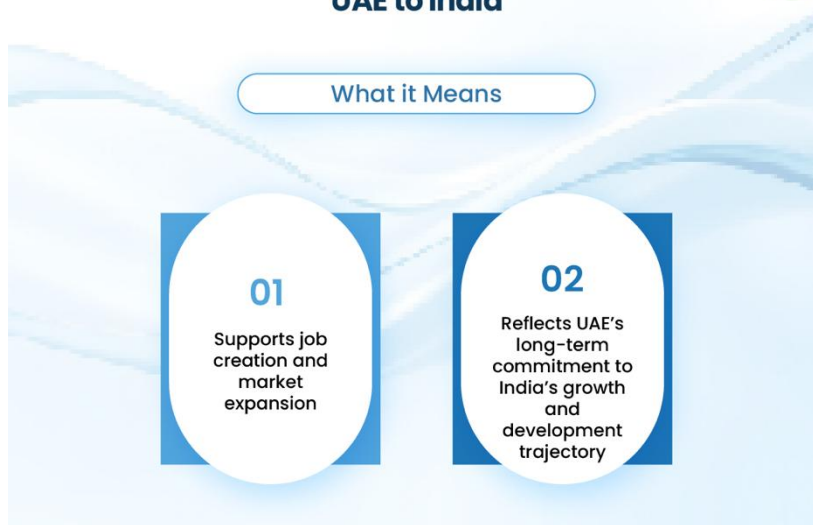 UAE to India
What it Means
01
Supports job
creation and
market
expansion
02
Reflects UAE’s
long-term
commitment to
India’s growth
and
development
trajectory